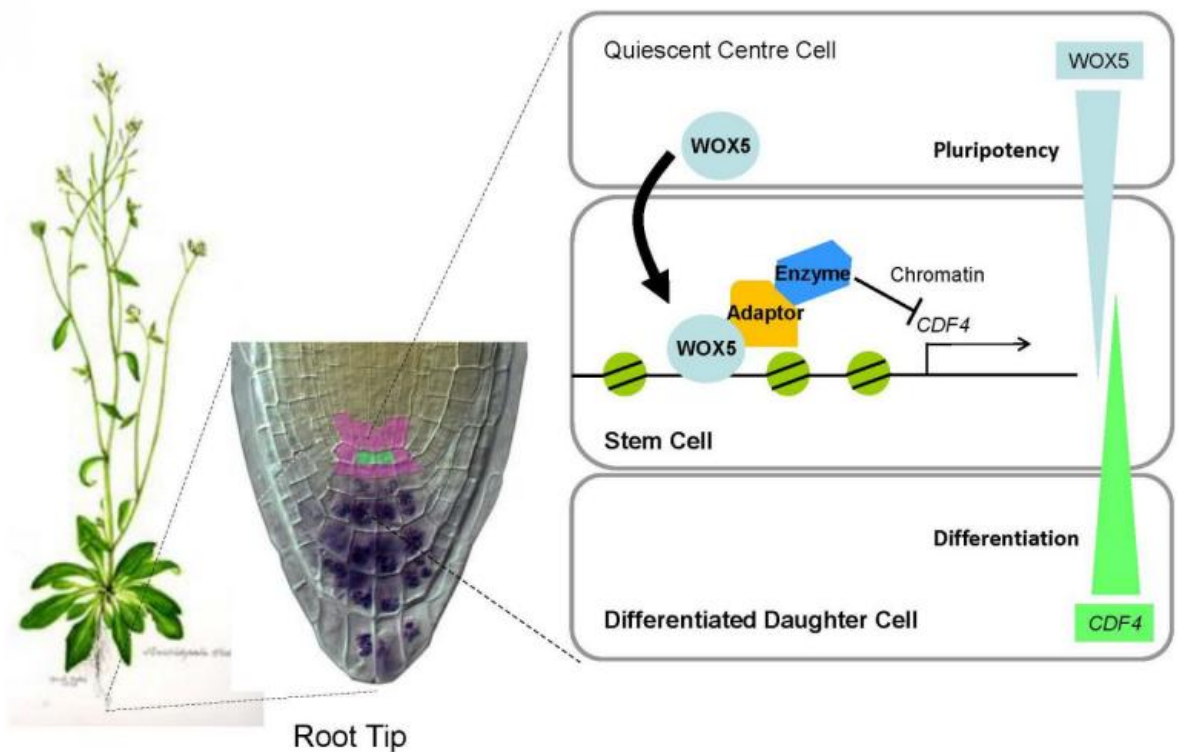 Quiescent Centre Cell
WOX5
WOX5
Pluripotency
Enzyme
Chromatin
Adaptor
CDF4
WOX5
Stem Cell
Differentiation
Differentiated Daughter Cell
CDF4
Root Tip